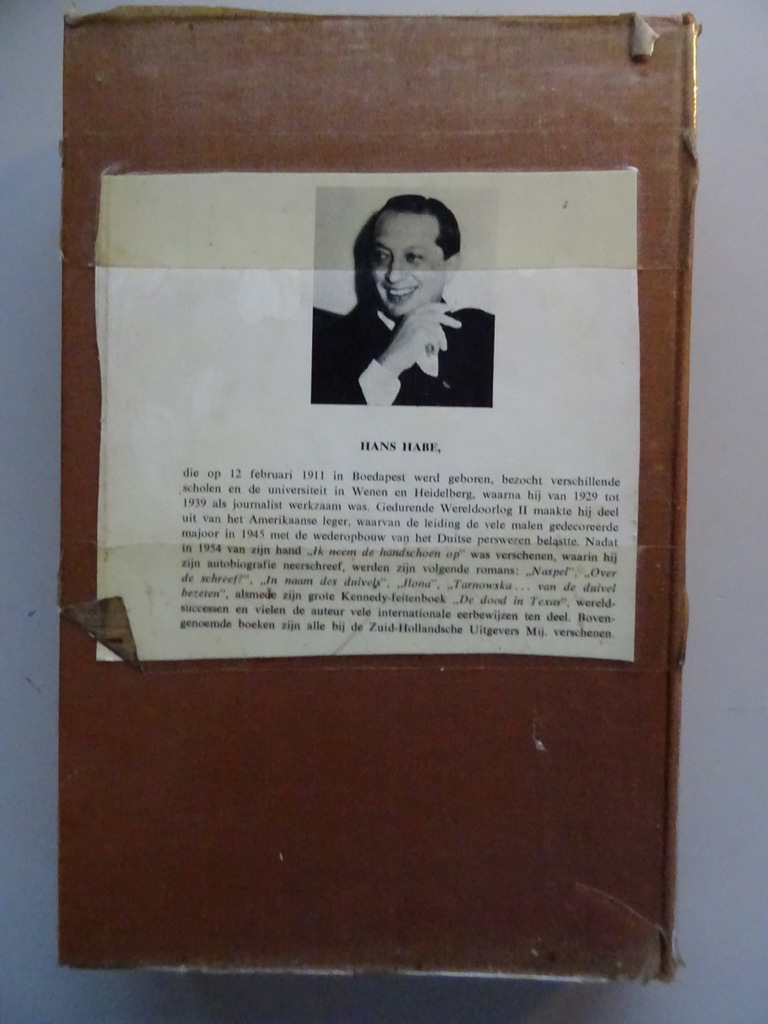 HANS HABE,
die op 12 februari 1911 in Boedapest werd geboren, bezocht verschillende
scholen en de universiteit in Wenen en Heidelberg, waarna hij van 1929 tot
1939 als journalist werkzaam was. Gedurende Wereldoorlog II maakte hij deel
uit van het Amerikaanse leger, waarvan de leiding de vele malen gedecoreerde
majoor in 1945 met de wederopbouw van het Duitse perswezen belastte. Nadat
in 1954 van zijn hand „Ik neem de handschoen op” was verschenen, waarin hij
zijn autobiografie neerschreef, werden zijn volgende romans: „Naspel”, „Over
de schreef?”, „In naam des duivels”, „Ilona”, „Tarnowska ... van de duivel
bezeten”, alsmede zijn grote Kennedy-feitenboek „De dood in Texas”, wereld-
successen en vielen de auteur vele internationale eerbewijzen ten deel. Boven-
genoemde boeken zijn alle bij de Zuid-Hollandsche Uitgevers Mij. verschenen.